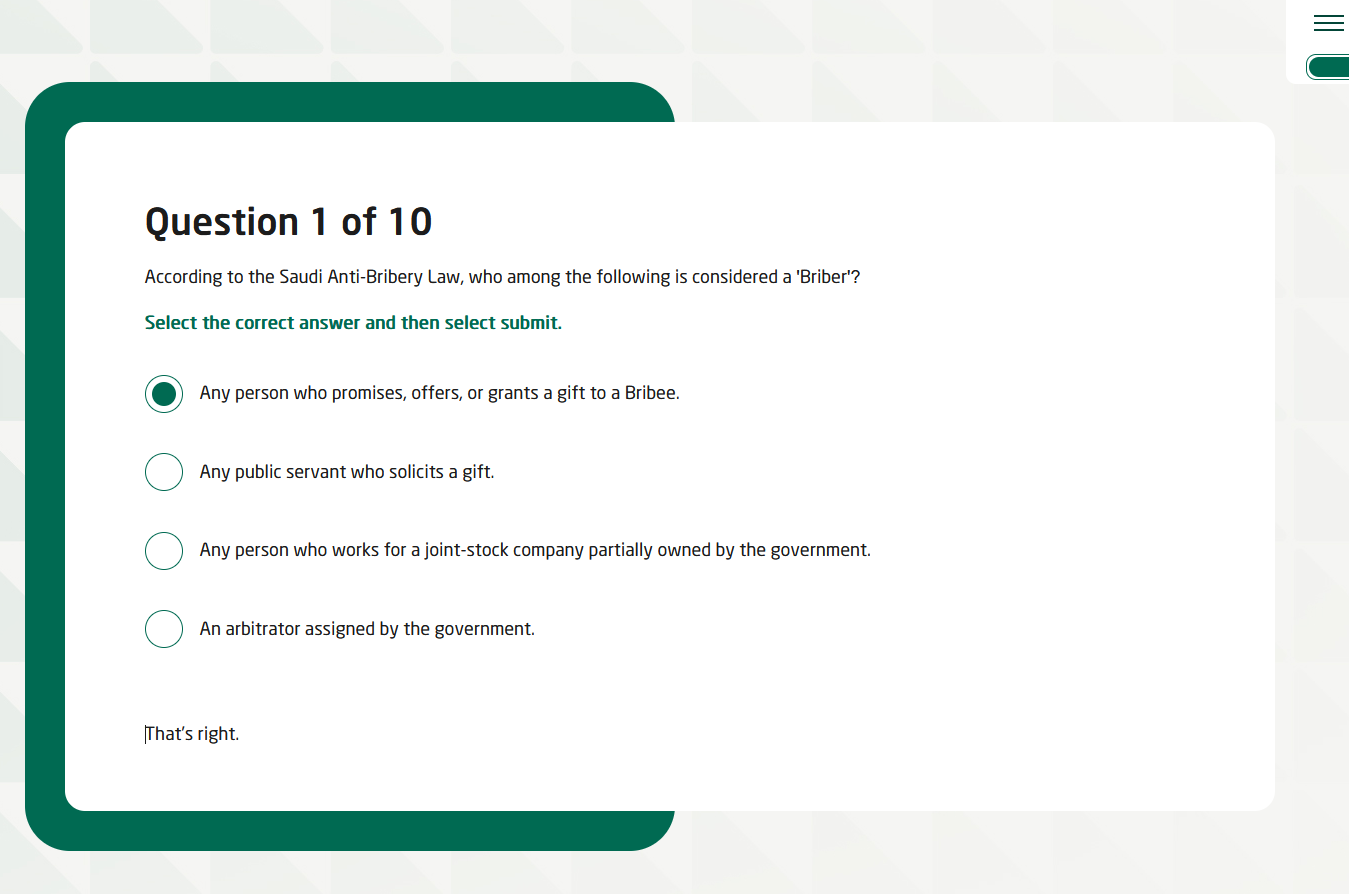 Question 1 of 10
According to the Saudi Anti-Bribery Law, who among the following is considered a 'Briber'?
Select the correct answer and then select submit.
Any person who promises, offers, or grants a gift to a Bribee.
Any public servant who solicits a gift.
Any person who works for a joint-stock company partially owned by the government.
An arbitrator assigned by the government.
That’s right.